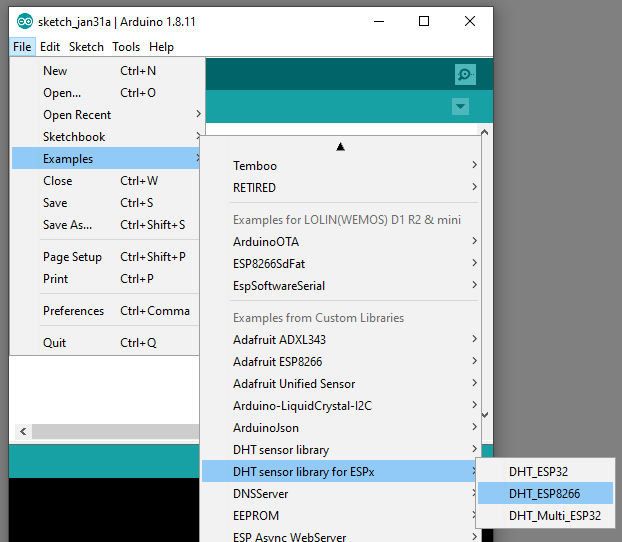 sketch_jan31a | Arduino 1.8.11
File Edit Sketch Tools Help
New Ctrl+N
Open... Ctrl+O
Open Recent
Sketchbook
Examples
Close Ctrl+W
Save Ctrl+S
Save As... Ctrl+Shift+S
Page Setup Ctrl+Shift+P
Print Ctrl+P
Preferences Ctrl+Comma
Quit Ctrl+Q
Temboo
RETIRED
Examples for LOLIN(WEMOS) D1 R2 & mini
ArduinoOTA
ESP8266SdFat
EspSoftwareSerial
Examples from Custom Libraries
Adafruit ADXL343
Adafruit ESP8266
Adafruit Unified Sensor
Arduino-LiquidCrystal-I2C
ArduinoJson
DHT sensor library
DHT sensor library for ESPx
DNSServer
EEPROM
ESP Async WebServer
DHT_ESP32
DHT_ESP8266
DHT_Multi_ESP32